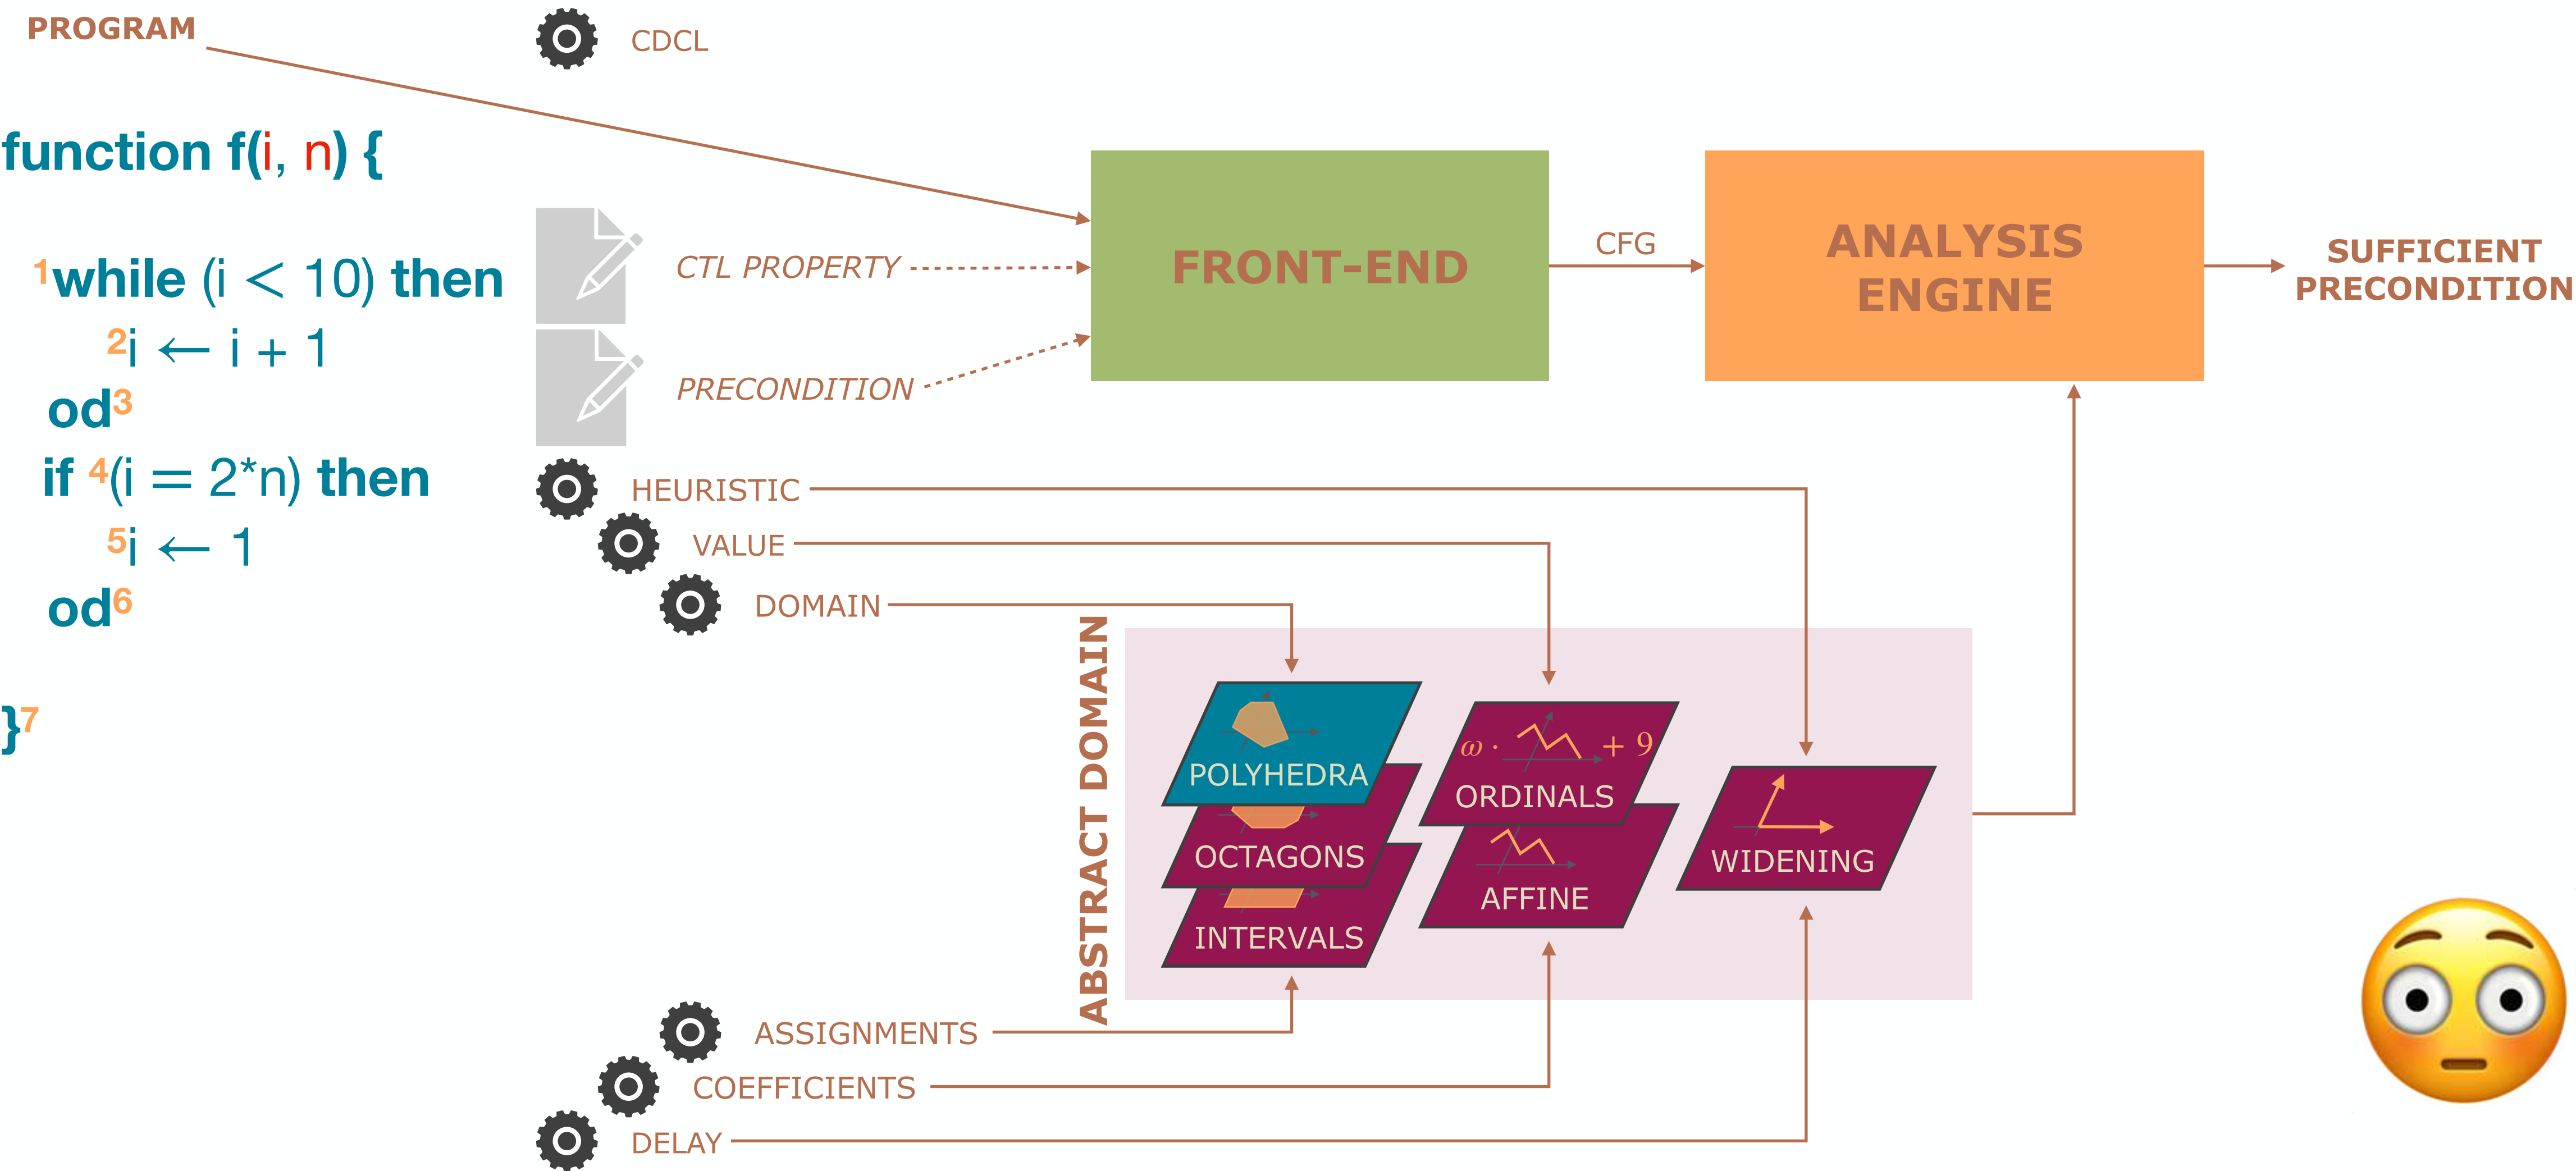 PROGRAM
CDCL
function f(i, n) {
1while (i < 10) then
2i ← i + 1
od3
if 4(i = 2*n) then
5i ← 1
od6
}7
CTL PROPERTY
PRECONDITION
FRONT-END
CFG
ANALYSIS
ENGINE
SUFFICIENT
PRECONDITION
HEURISTIC
VALUE
DOMAIN
ABSTRACT DOMAIN
POLYHEDRA
OCTAGONS
INTERVALS
ω · + 9
ORDINALS
AFFINE
WIDENING
ASSIGNMENTS
COEFFICIENTS
DELAY